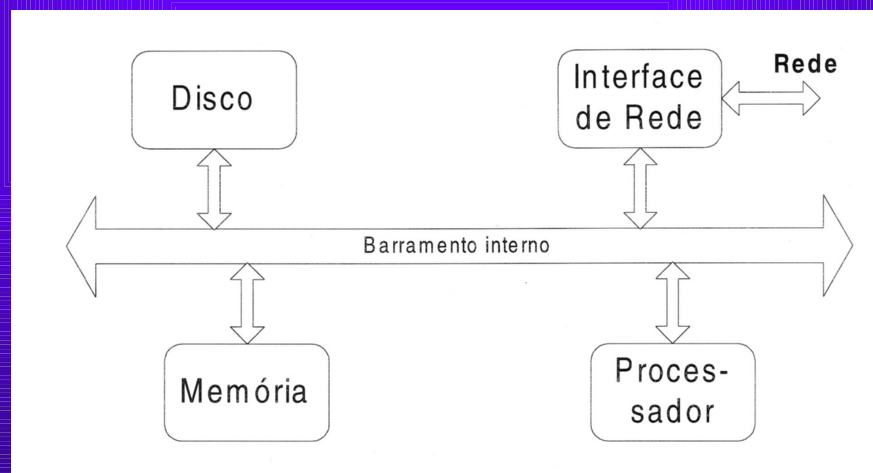 Disco
Interface
de Rede
Rede
Barramento interno
Memória
Proces-
sador